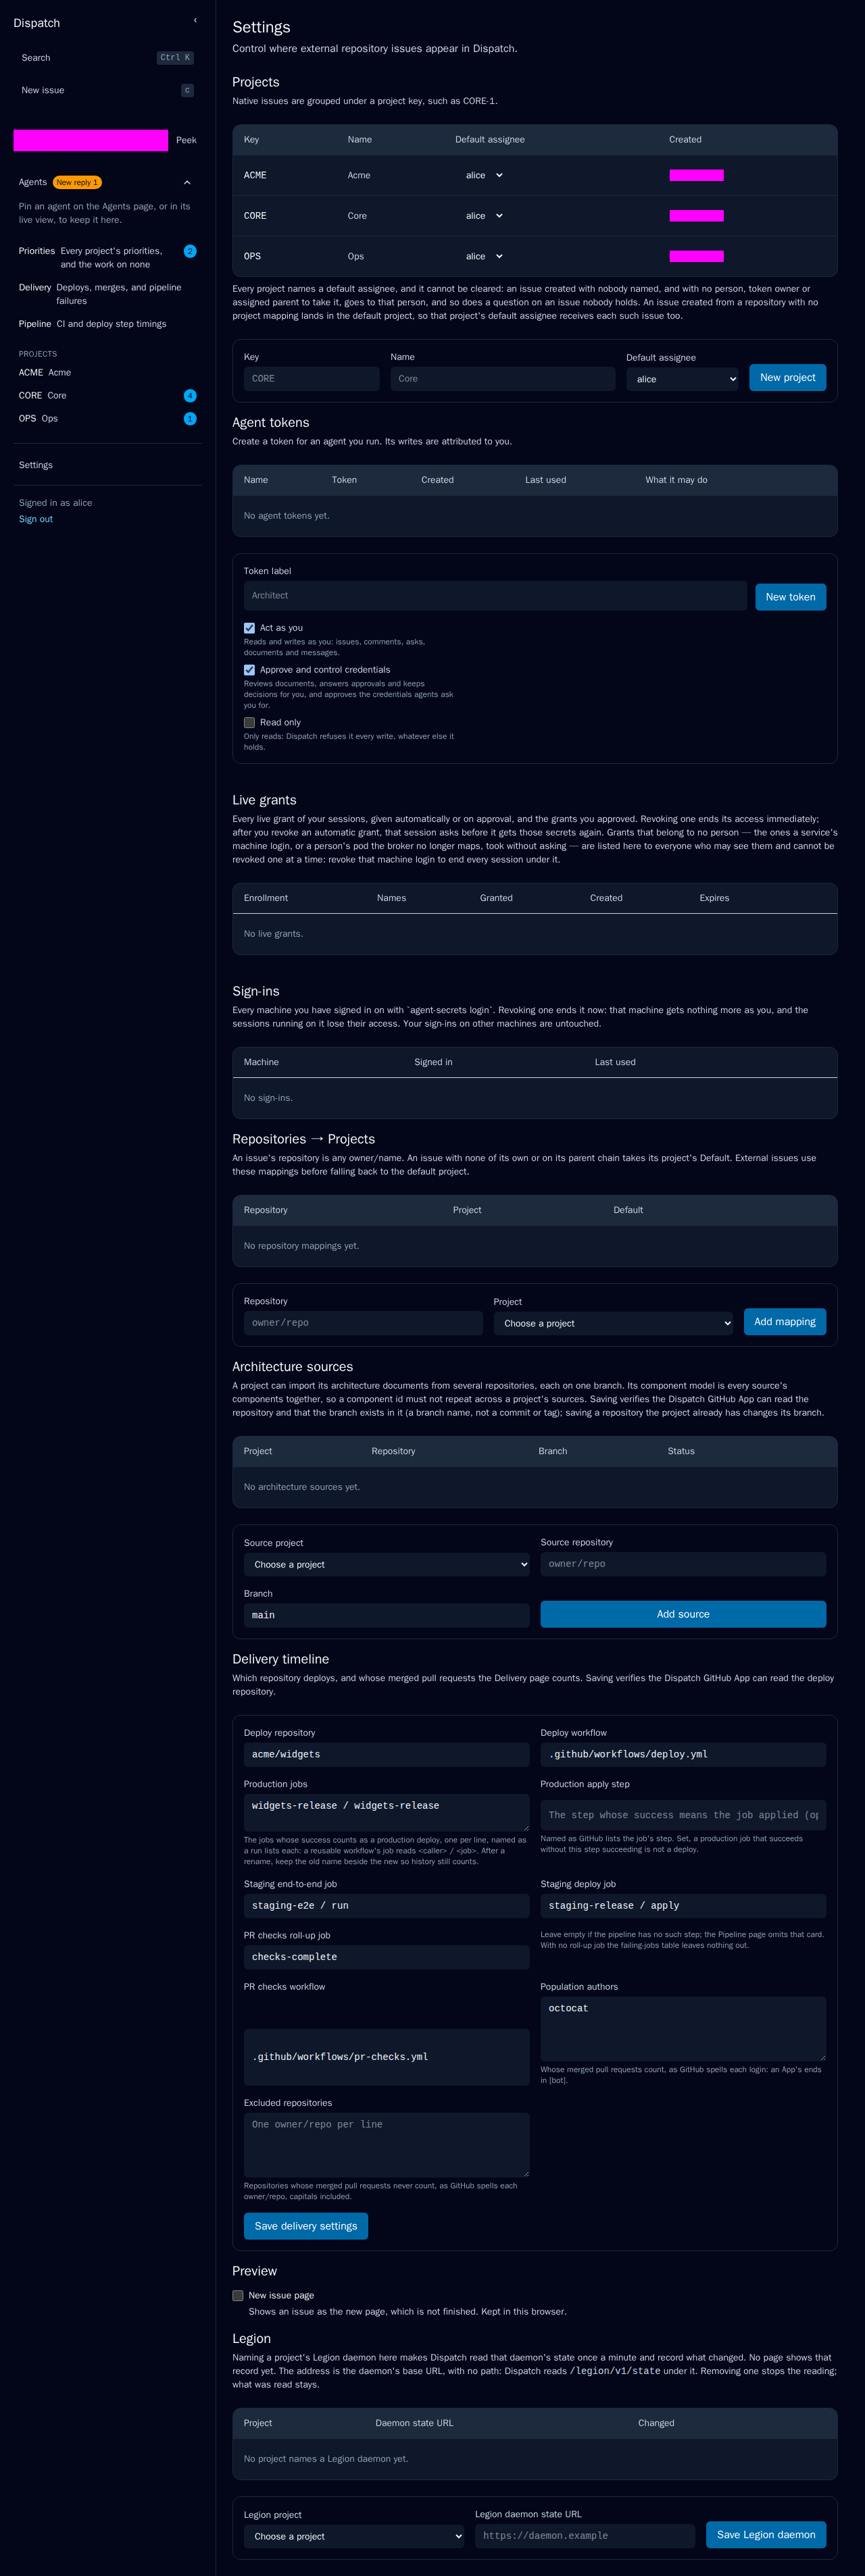 Dispatch
‹
Search
Ctrl K
New issue
c
Peek
Agents
New reply 1
Pin an agent on the Agents page, or in its
live view, to keep it here.
Priorities Every project's priorities,
and the work on none
2
Delivery Deploys, merges, and pipeline
failures
Pipeline CI and deploy step timings
PROJECTS
ACME Acme
CORE Core
4
OPS Ops
1
Settings
Signed in as alice
Sign out
Settings
Control where external repository issues appear in Dispatch.
Projects
Native issues are grouped under a project key, such as CORE-1.
Key Name Default assignee Created
ACME Acme alice
CORE Core alice
OPS Ops alice
Every project names a default assignee, and it cannot be cleared: an issue created with nobody named, and with no person, token owner or
assigned parent to take it, goes to that person, and so does a question on an issue nobody holds. An issue created from a repository with no
project mapping lands in the default project, so that project's default assignee receives each such issue too.
Key Name Default assignee
CORE Core alice New project
Agent tokens
Create a token for an agent you run. Its writes are attributed to you.
Name Token Created Last used What it may do
No agent tokens yet.
Token label
Architect New token
Act as you
Reads and writes as you: issues, comments, asks,
documents and messages.
Approve and control credentials
Reviews documents, answers approvals and keeps
decisions for you, and approves the credentials agents ask
you for.
Read only
Only reads: Dispatch refuses it every write, whatever else it
holds.
Live grants
Every live grant of your sessions, given automatically or on approval, and the grants you approved. Revoking one ends its access immediately;
after you revoke an automatic grant, that session asks before it gets those secrets again. Grants that belong to no person — the ones a service's
machine login, or a person's pod the broker no longer maps, took without asking — are listed here to everyone who may see them and cannot be
revoked one at a time: revoke that machine login to end every session under it.
Enrollment Names Granted Created Expires
No live grants.
Sign-ins
Every machine you have signed in on with `agent-secrets login`. Revoking one ends it now: that machine gets nothing more as you, and the
sessions running on it lose their access. Your sign-ins on other machines are untouched.
Machine Signed in Last used
No sign-ins.
Repositories → Projects
An issue's repository is any owner/name. An issue with none of its own or on its parent chain takes its project's Default. External issues use
these mappings before falling back to the default project.
Repository Project Default
No repository mappings yet.
Repository Project
owner/repo Choose a project Add mapping
Architecture sources
A project can import its architecture documents from several repositories, each on one branch. Its component model is every source's
components together, so a component id must not repeat across a project's sources. Saving verifies the Dispatch GitHub App can read the
repository and that the branch exists in it (a branch name, not a commit or tag); saving a repository the project already has changes its branch.
Project Repository Branch Status
No architecture sources yet.
Source project Source repository
Choose a project owner/repo
Branch
main Add source
Delivery timeline
Which repository deploys, and whose merged pull requests the Delivery page counts. Saving verifies the Dispatch GitHub App can read the deploy
repository.
Deploy repository Deploy workflow
acme/widgets .github/workflows/deploy.yml
Production jobs Production apply step
widgets-release / widgets-release
The step whose success means the job applied (op
The jobs whose success counts as a production deploy, one per line, named as
a run lists each: a reusable workflow's job reads <caller> / <job>. After a
rename, keep the old name beside the new so history still counts.
Named as GitHub lists the job's step. Set, a production job that succeeds
without this step succeeding is not a deploy.
Staging end-to-end job Staging deploy job
staging-e2e / run staging-release / apply
PR checks roll-up job
checks-complete
Leave empty if the pipeline has no such step; the Pipeline page omits that card.
With no roll-up job the failing-jobs table leaves nothing out.
PR checks workflow Population authors
.github/workflows/pr-checks.yml
octocat
Whose merged pull requests count, as GitHub spells each login: an App's ends
in [bot].
Excluded repositories
One owner/repo per line
Repositories whose merged pull requests never count, as GitHub spells each
owner/repo, capitals included.
Save delivery settings
Preview
New issue page
Shows an issue as the new page, which is not finished. Kept in this browser.
Legion
Naming a project's Legion daemon here makes Dispatch read that daemon's state once a minute and record what changed. No page shows that
record yet. The address is the daemon's base URL, with no path: Dispatch reads /legion/v1/state under it. Removing one stops the reading;
what was read stays.
Project Daemon state URL Changed
No project names a Legion daemon yet.
Legion project Legion daemon state URL
Choose a project https://daemon.example Save Legion daemon